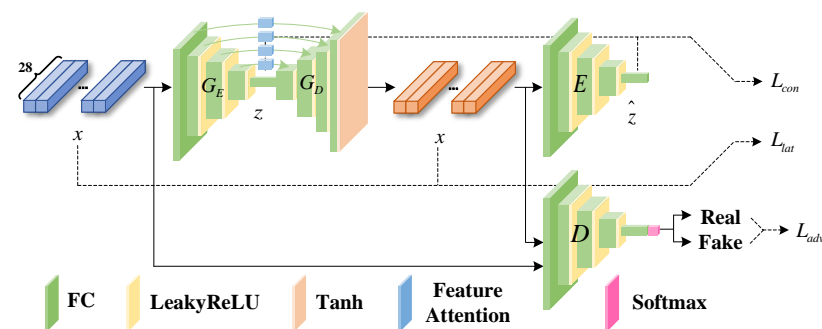 28
...
x
G_E
z
G_D
...
x
E
ẑ
L_con
L_lat
D
Real
Fake
L_adv
FC
LeakyReLU
Tanh
Feature
Attention
Softmax